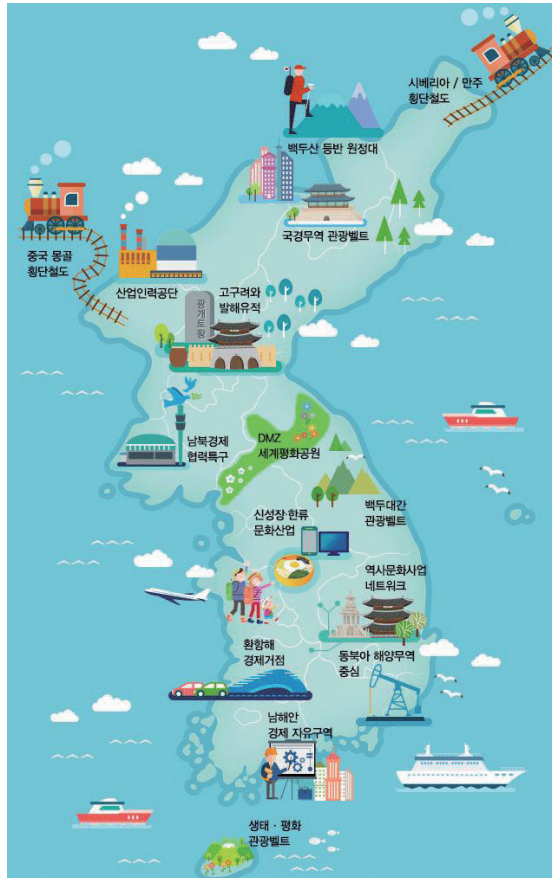 시베리아 / 만주
횡단철도
백두산 등반 원정대
국경무역 관광벨트
중국 몽골
횡단철도
산업인력공단
고구려와
발해유적
광개토왕
남북경제
협력특구
DMZ
세계평화공원
백두대간
관광벨트
신성장·한류
문화산업
역사문화사업
네트워크
환항해
경제거점
동북아 해양무역
중심
남해안
경제 자유구역
생태 · 평화
관광벨트